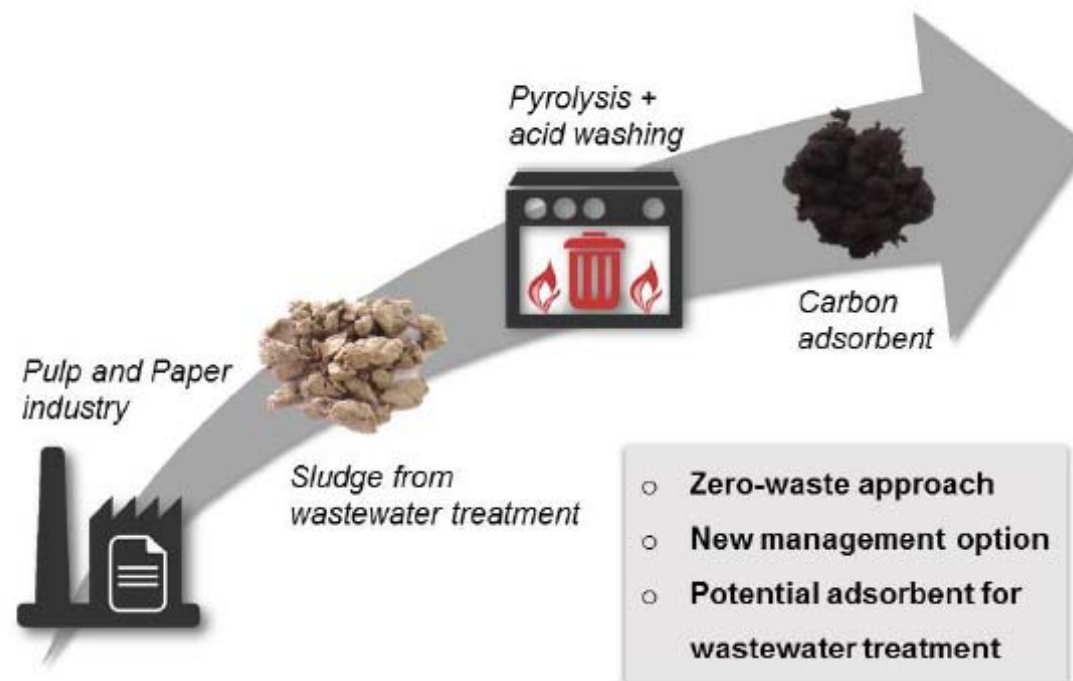 Pulp and Paper
industry
Sludge from
wastewater treatment
Pyrolysis +
acid washing
Carbon
adsorbent
○ Zero-waste approach
○ New management option
○ Potential adsorbent for
wastewater treatment